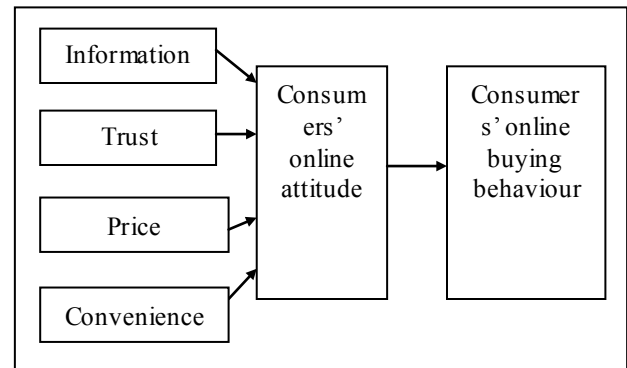 Information
Trust
Price
Convenience
Consum
ers’
online
attitude
Consumer
s’ online
buying
behaviour